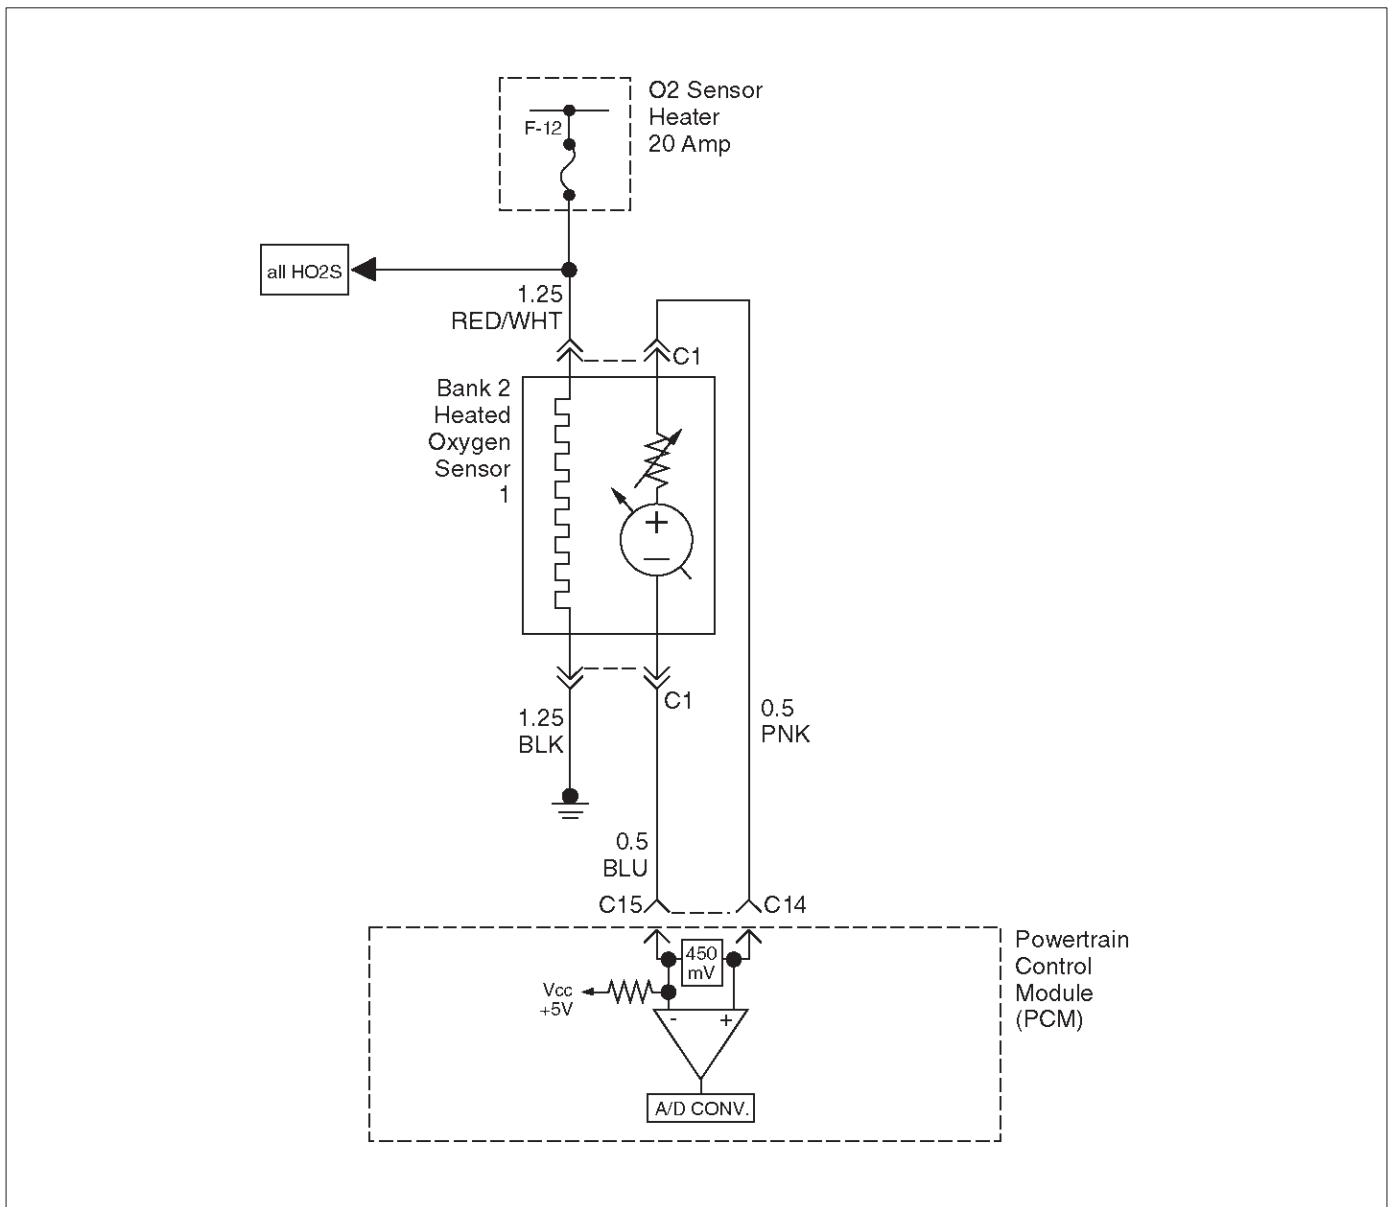 O2 Sensor
Heater
20 Amp
F-12
all HO2S
1.25
RED/WHT
C1
Bank 2
Heated
Oxygen
Sensor
1
+
—
C1
1.25
BLK
0.5
PNK
0.5
BLU
C15
C14
Powertrain
Control
Module
(PCM)
450
mV
Vcc
+5V
- +
A/D CONV.